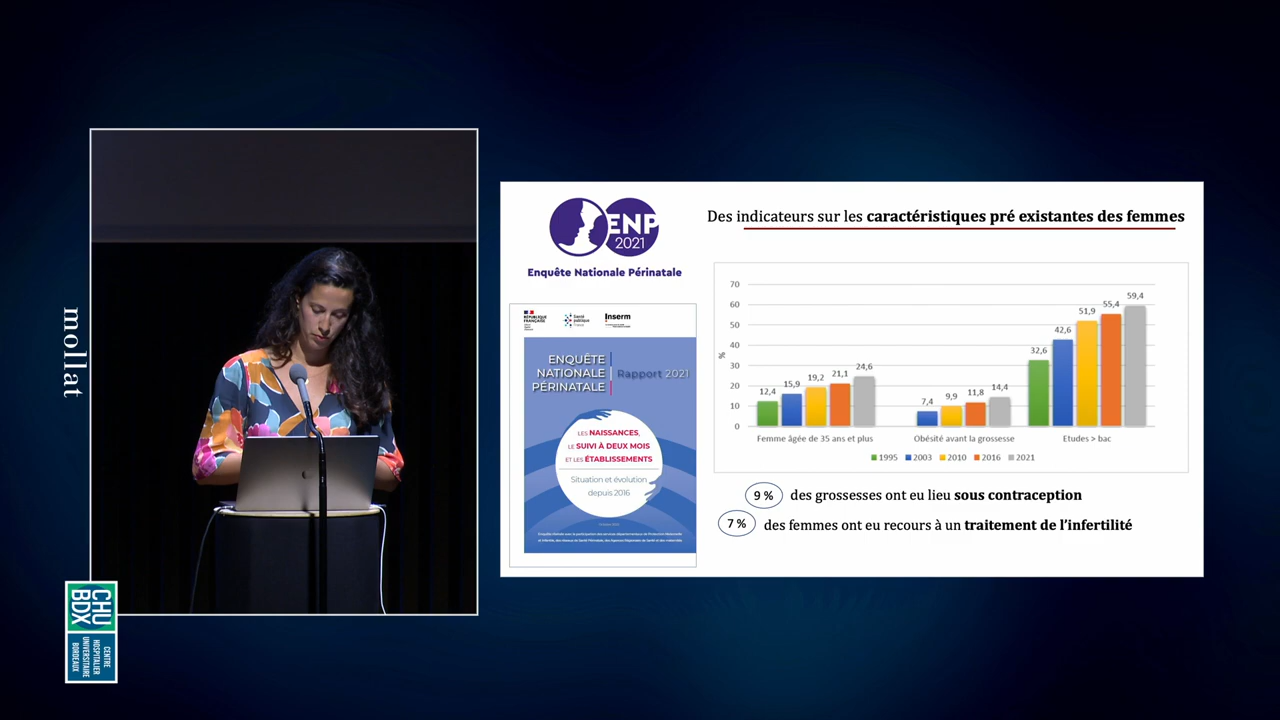 mollat
CHU
BDX
CENTRE
HOSPITALIER
UNIVERSITAIRE
BORDEAUX
ENP
2021
Enquête Nationale Périnatale
RÉPUBLIQUE
FRANÇAISE
Santé
publique
France
Inserm
ENQUÊTE
NATIONALE
PÉRINATALE
Rapport 2021
LES NAISSANCES,
LE SUIVI À DEUX MOIS
ET LES ÉTABLISSEMENTS
Situation et évolution
depuis 2016
Des indicateurs sur les caractéristiques pré existantes des femmes
%
70
60
50
40
30
20
10
0
12,4 15,9 19,2 21,1 24,6
7,4 9,9 11,8 14,4
32,6 42,6 51,9 55,4 59,4
Femme âgée de 35 ans et plus Obésité avant la grossesse Etudes > bac
1995 2003 2010 2016 2021
9 % des grossesses ont eu lieu sous contraception
7 % des femmes ont eu recours à un traitement de l'infertilité